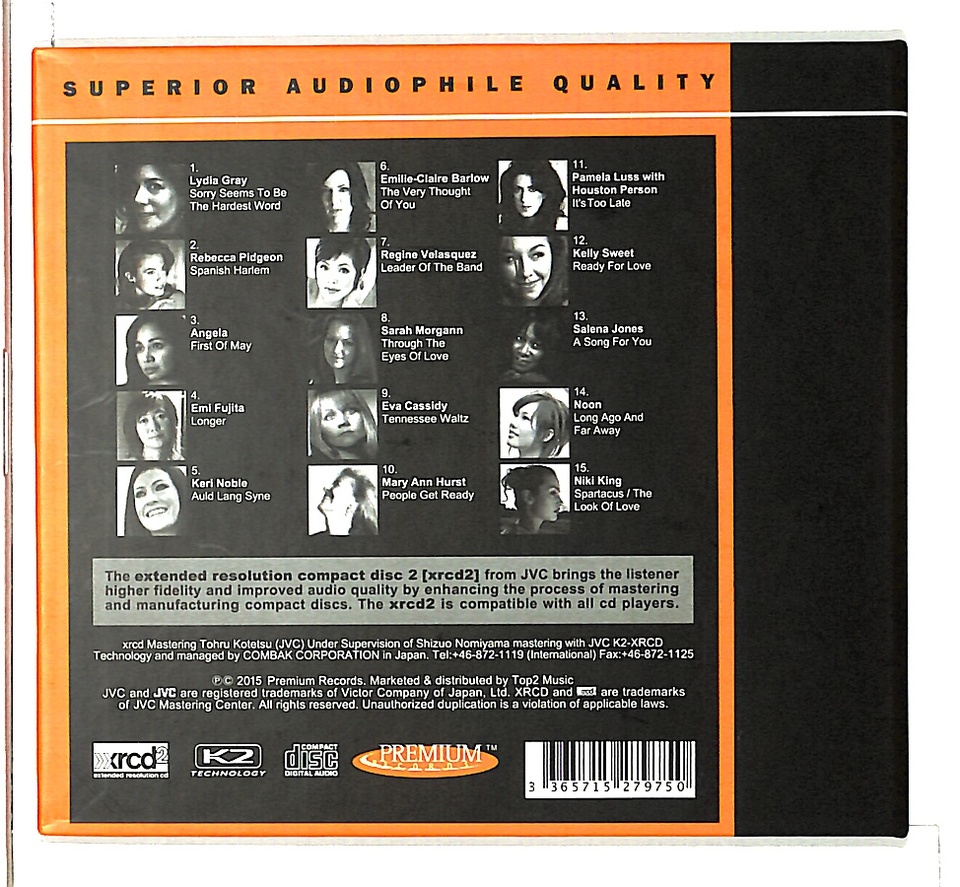 SUPERIOR AUDIOPHILE QUALITY
1.
Lydia Gray
Sorry Seems To Be
The Hardest Word
2.
Rebecca Pidgeon
Spanish Harlem
3.
Angela
First Of May
4.
Emi Fujita
Longer
5.
Keri Noble
Auld Lang Syne
6.
Emilie-Claire Barlow
The Very Thought
Of You
7.
Regine Velasquez
Leader Of The Band
8.
Sarah Morgann
Through The
Eyes Of Love
9.
Eva Cassidy
Tennessee Waltz
10.
Mary Ann Hurst
People Get Ready
11.
Pamela Luss with
Houston Person
It's Too Late
12.
Kelly Sweet
Ready For Love
13.
Salena Jones
A Song For You
14.
Noon
Long Ago And
Far Away
15.
Niki King
Spartacus / The
Look Of Love
The extended resolution compact disc 2 [xrcd2] from JVC brings the listener
higher fidelity and improved audio quality by enhancing the process of mastering
and manufacturing compact discs. The xrcd2 is compatible with all cd players.
xrcd Mastering Tohru Kotetsu (JVC) Under Supervision of Shizuo Nomiyama mastering with JVC K2-XRCD
Technology and managed by COMBAK CORPORATION in Japan. Tel:+46-872-1119 (International) Fax:+46-872-1125
℗© 2015 Premium Records. Marketed & distributed by Top2 Music
JVC and JVC are registered trademarks of Victor Company of Japan, Ltd. XRCD and xrcd are trademarks
of JVC Mastering Center. All rights reserved. Unauthorized duplication is a violation of applicable laws.
xrcd2
extended resolution cd
K2
TECHNOLOGY
COMPACT
disc
DIGITAL AUDIO
PREMIUM™
RECORDS
3 365715 279750